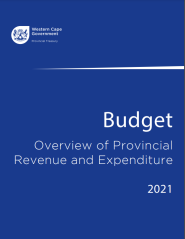 Western Cape
Government
Provincial Treasury
Budget
Overview of Provincial
Revenue and Expenditure
2021